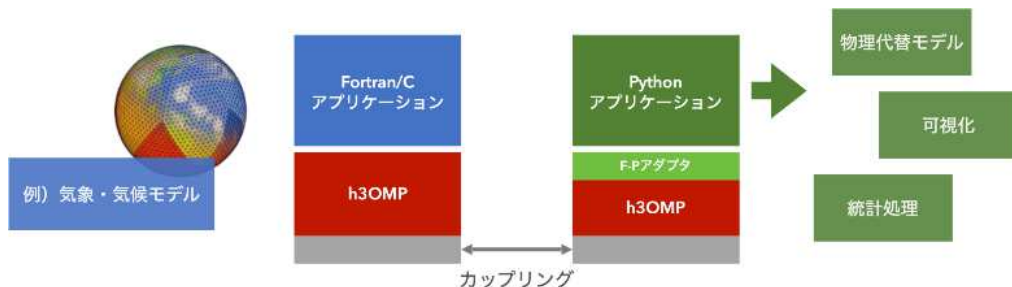 例）気象・気候モデル
Fortran/C
アプリケーション
h3OMP
カップリング
Python
アプリケーション
F-Pアダプタ
h3OMP
物理代替モデル
可視化
統計処理